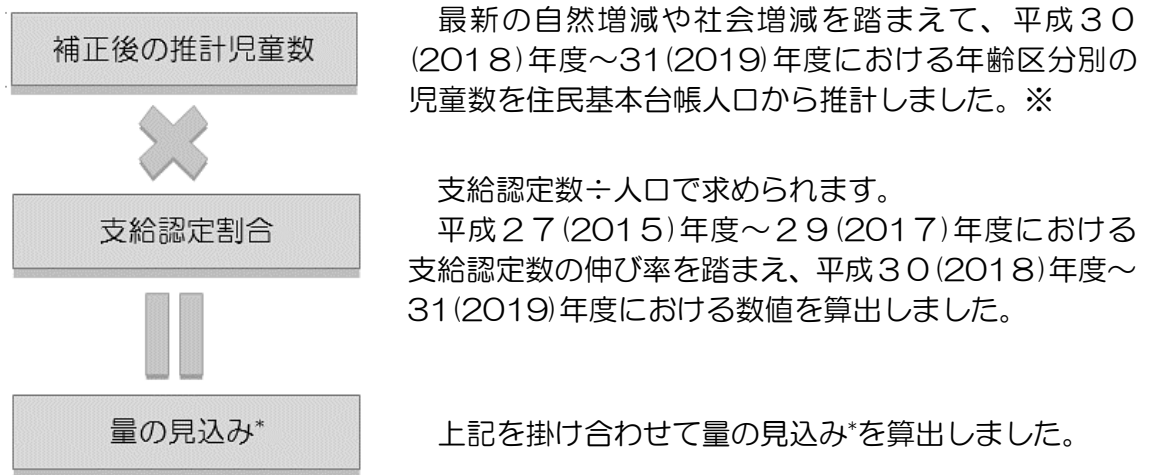 補正後の推計児童数
最新の自然増減や社会増減を踏まえて、平成３０
(２０１８)年度～31(2019)年度における年齢区分別の
児童数を住民基本台帳人口から推計しました。※
支給認定割合
支給認定数÷人口で求められます。
平成２７(2015)年度～２９(2017)年度における
支給認定数の伸び率を踏まえ、平成３０(2018)年度～
31(2019)年度における数値を算出しました。
量の見込み*
上記を掛け合わせて量の見込み*を算出しました。